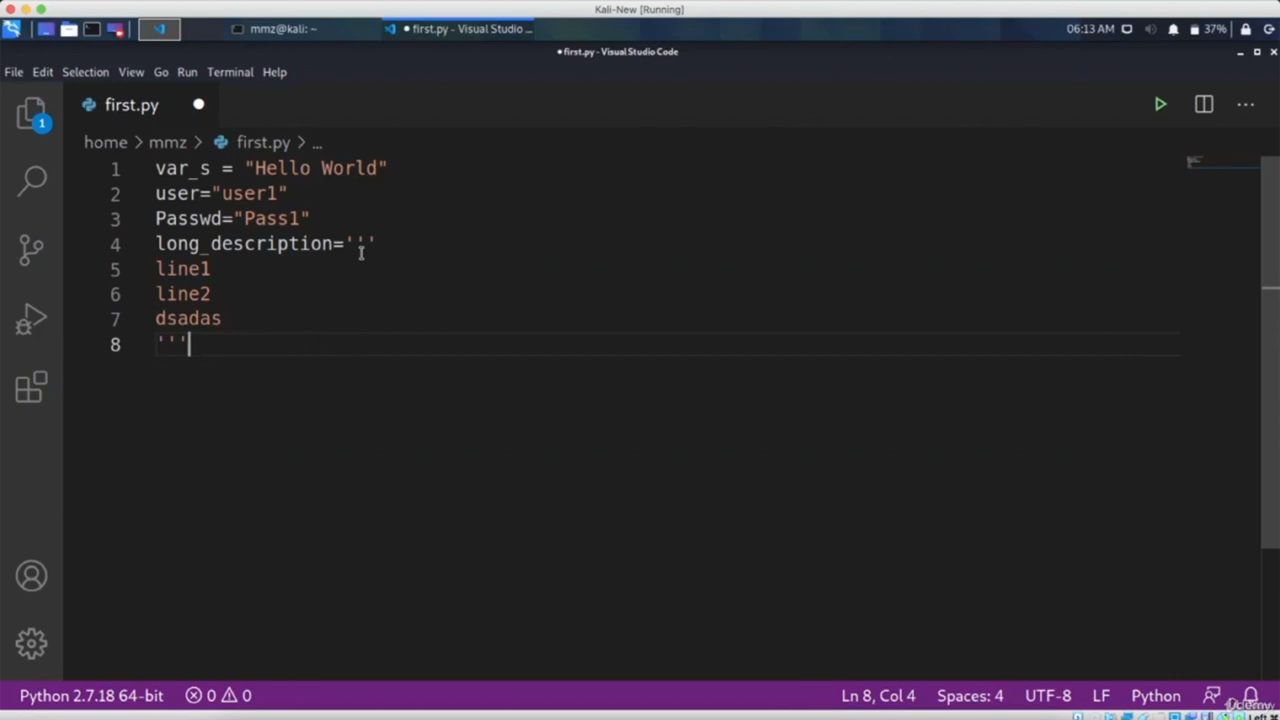 Kali-New [Running]
mmz@kali: ~
first.py - Visual Studio ...
06:13 AM
37%
first.py - Visual Studio Code
File Edit Selection View Go Run Terminal Help
1
first.py
home > mmz > first.py > ...
1 var_s = "Hello World"
2 user="user1"
3 Passwd="Pass1"
4 long_description='''
5 line1
6 line2
7 dsadas
8 '''
Python 2.7.18 64-bit 0 0 Ln 8, Col 4 Spaces: 4 UTF-8 LF Python
Udemy
Left ⌘